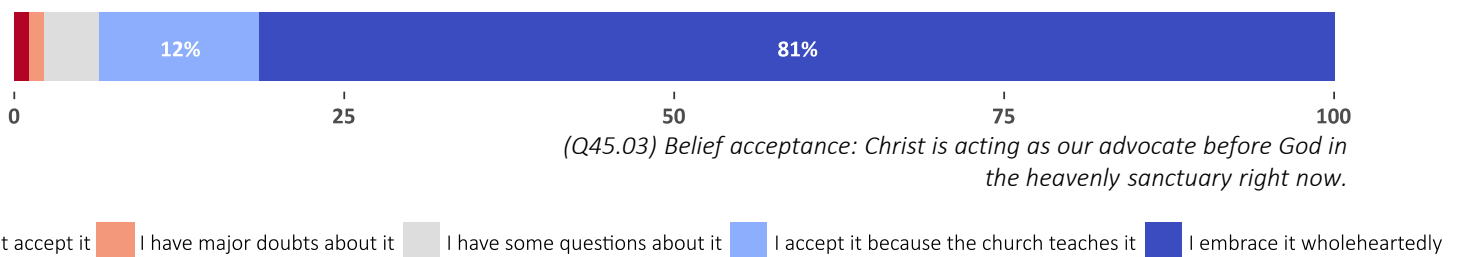 12% 81%
0 25 50 75 100
(Q45.03) Belief acceptance: Christ is acting as our advocate before God in
the heavenly sanctuary right now.
t accept it I have major doubts about it I have some questions about it I accept it because the church teaches it I embrace it wholeheartedly